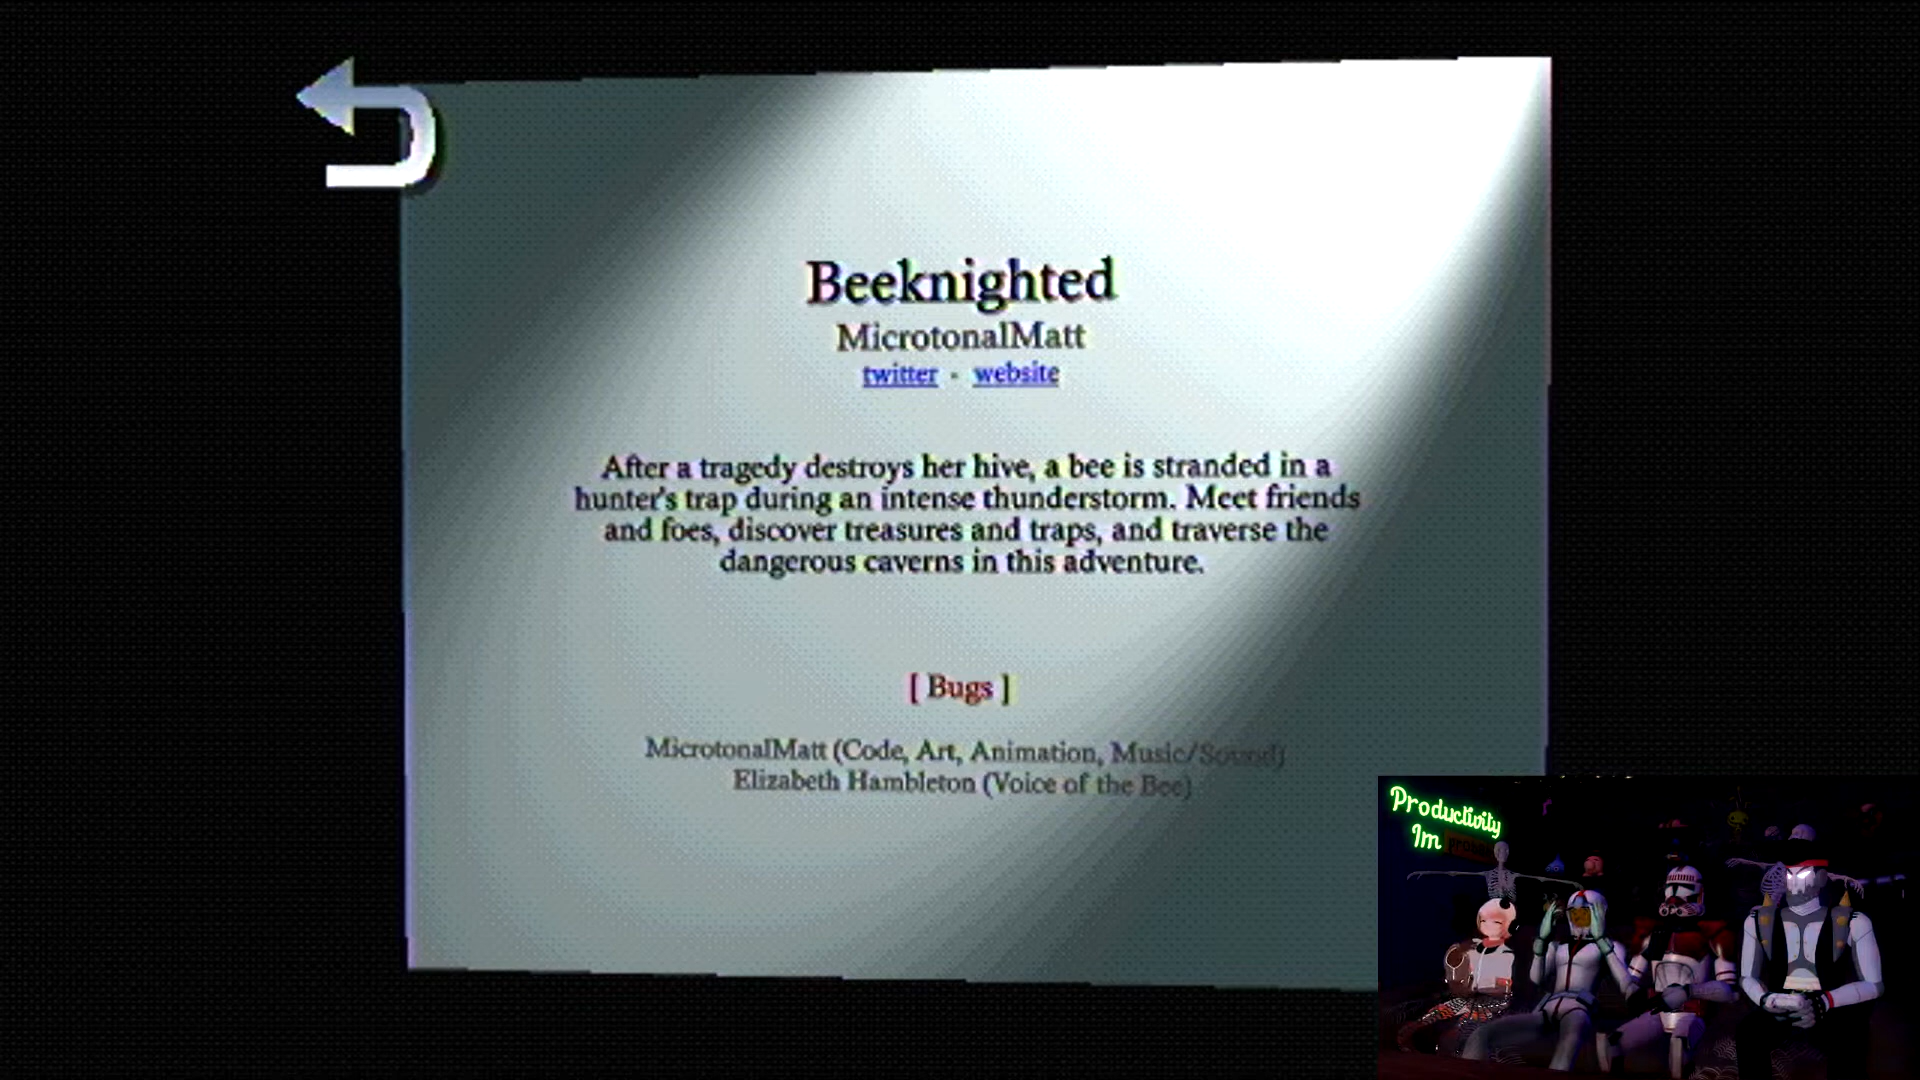 Beeknighted
MicrotonalMatt
twitter - website
After a tragedy destroys her hive, a bee is stranded in a
hunter's trap during an intense thunderstorm. Meet friends
and foes, discover treasures and traps, and traverse the
dangerous caverns in this adventure.
[ Bugs ]
MicrotonalMatt (Code, Art, Animation, Music/Sound)
Elizabeth Hambleton (Voice of the Bee)
Productivity
Im